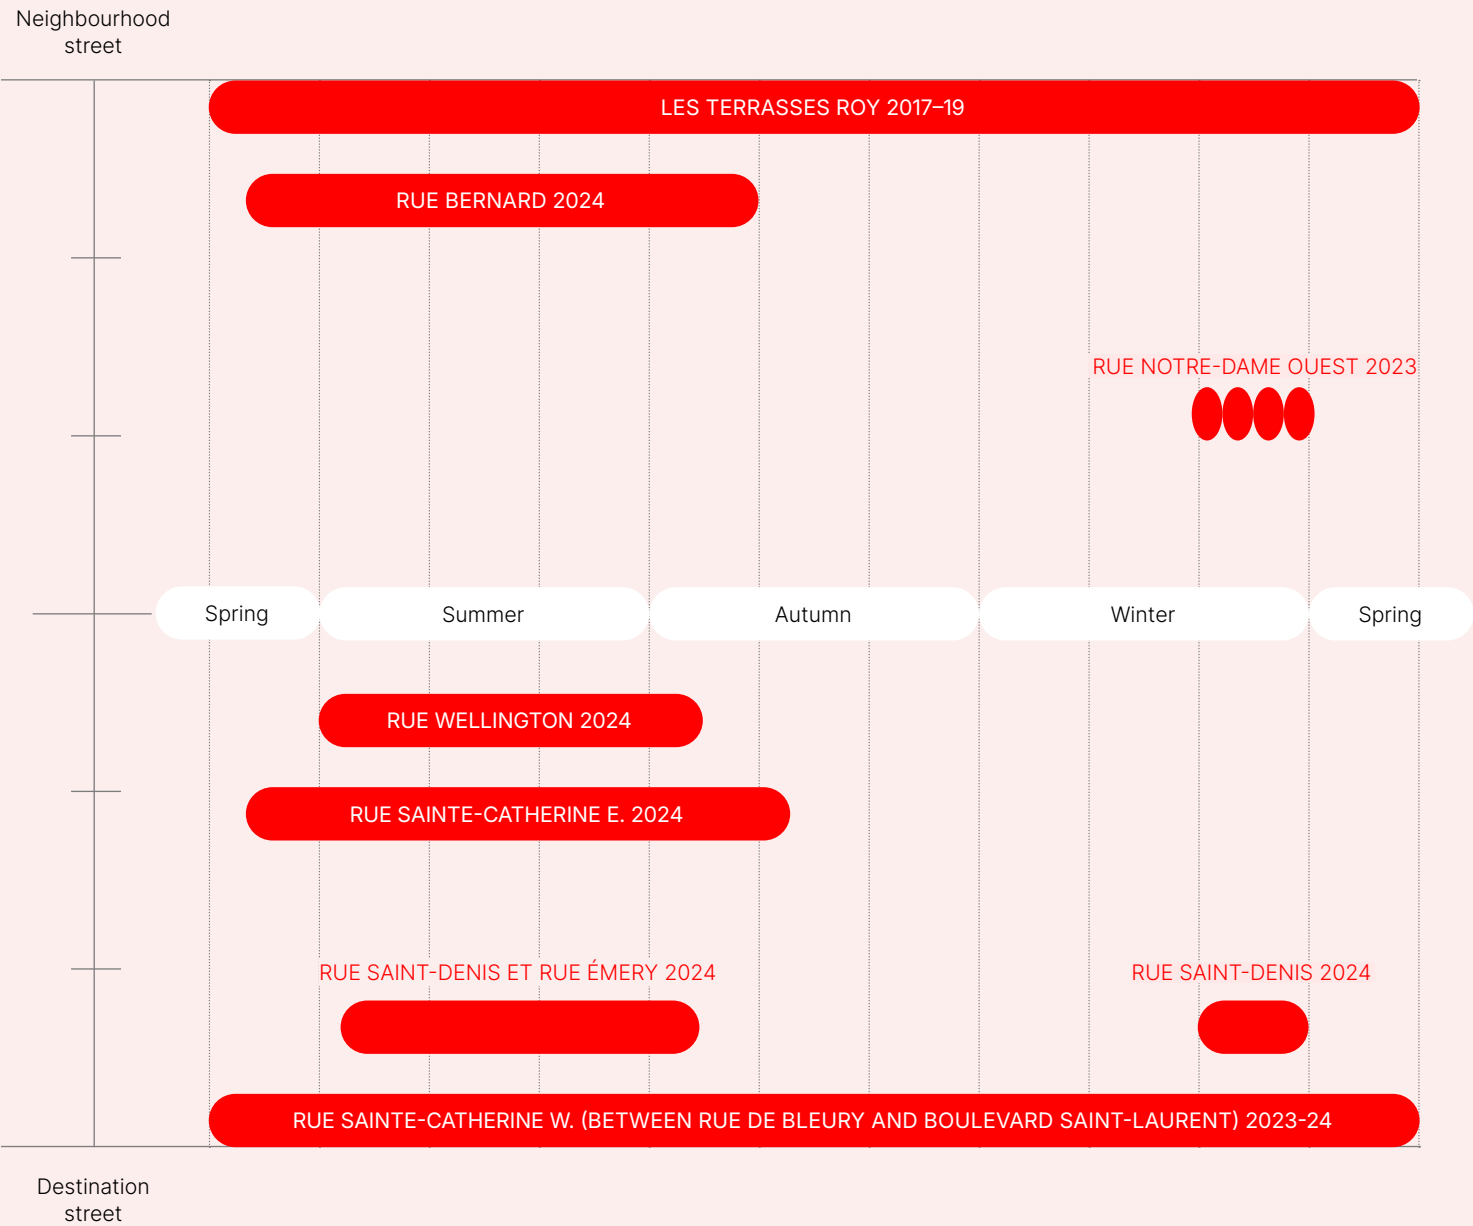 Neighbourhood
street
LES TERRASSES ROY 2017–19
RUE BERNARD 2024
RUE NOTRE-DAME OUEST 2023
Spring
Summer
Autumn
Winter
Spring
RUE WELLINGTON 2024
RUE SAINTE-CATHERINE E. 2024
RUE SAINT-DENIS ET RUE ÉMERY 2024
RUE SAINT-DENIS 2024
RUE SAINTE-CATHERINE W. (BETWEEN RUE DE BLEURY AND BOULEVARD SAINT-LAURENT) 2023-24
Destination
street